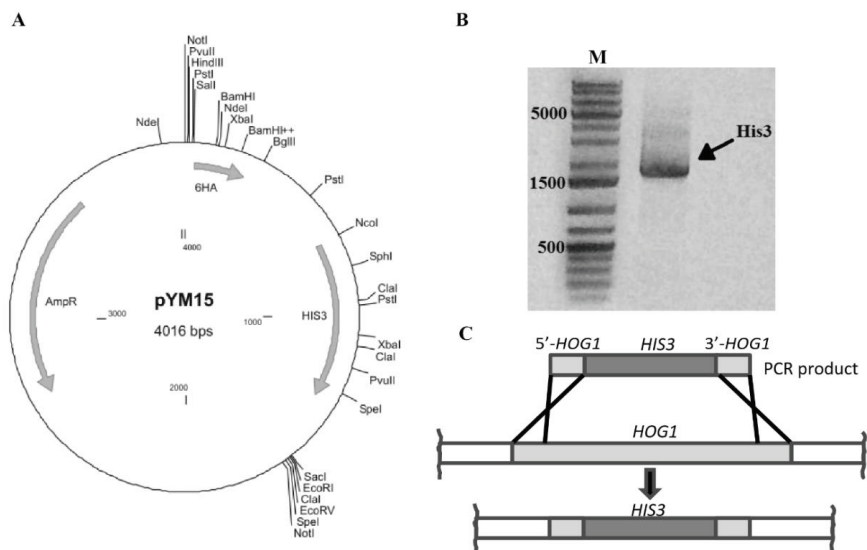 A
NotI
PvuII
HindIII
PstI
SalI
BamHI
NdeI
XbaI
BamHI++
BglII
NdeI
PstI
6HA
NcoI
II
4000
SphI
AmpR
pYM15
ClaI
PstI
3000
1000
HIS3
4016 bps
XbaI
ClaI
2000
I
PvuII
SpeI
SacI
EcoRI
ClaI
EcoRV
SpeI
NotI
B
M
5000
His3
1500
500
C
5’-HOG1 HIS3 3’-HOG1
PCR product
HOG1
HIS3